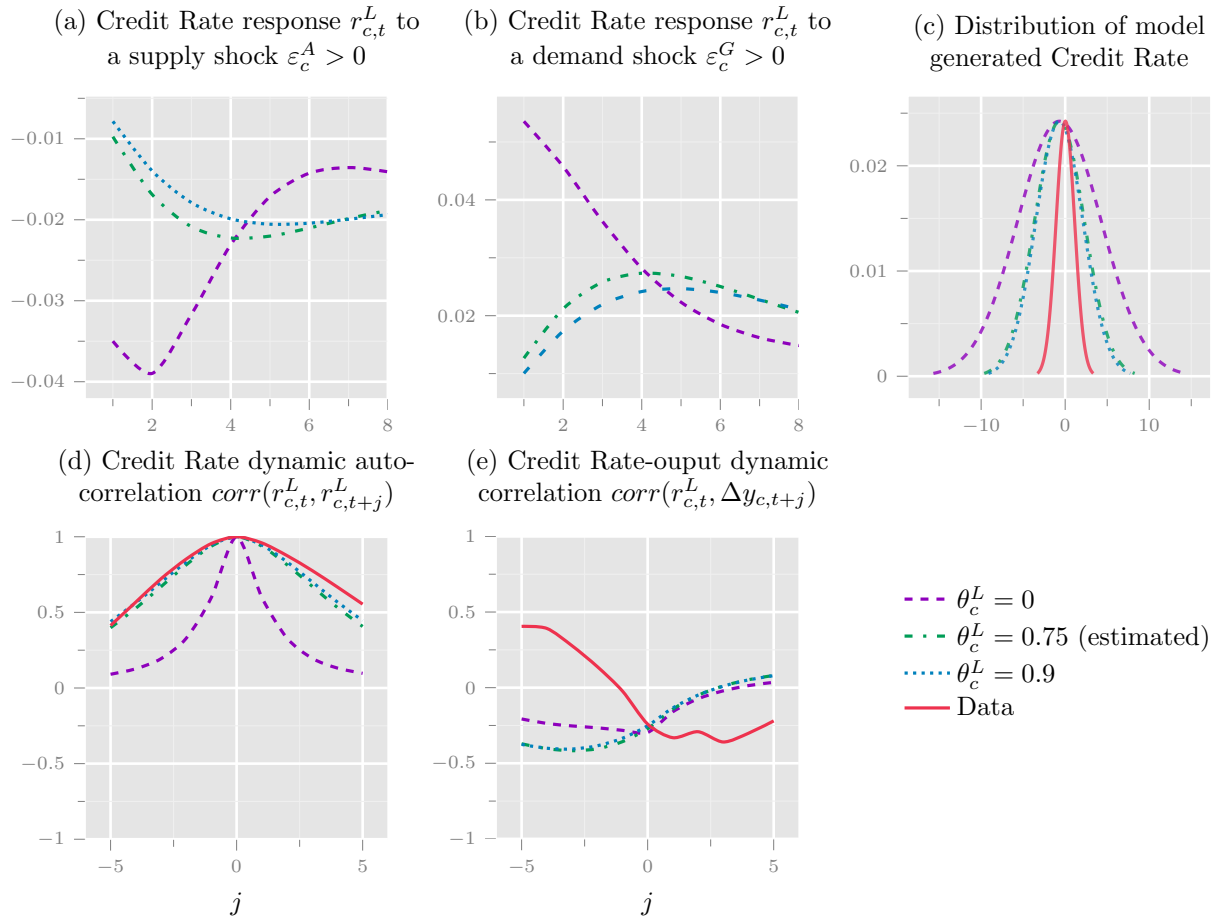 (a) Credit Rate response r^L_{c,t} to
a supply shock ε^A_c > 0
−0.01
−0.02
−0.03
−0.04
2
4
6
8
(b) Credit Rate response r^L_{c,t} to
a demand shock ε^G_c > 0
0.04
0.02
2
4
6
8
(c) Distribution of model
generated Credit Rate
0.02
0.01
0
−10
0
10
(d) Credit Rate dynamic auto-
correlation corr(r^L_{c,t}, r^L_{c,t+j})
1
0.5
0
−0.5
−1
−5
0
5
j
(e) Credit Rate-ouput dynamic
correlation corr(r^L_{c,t}, Δy_{c,t+j})
1
0.5
0
−0.5
−1
−5
0
5
j
θ^L_c = 0
θ^L_c = 0.75 (estimated)
θ^L_c = 0.9
Data